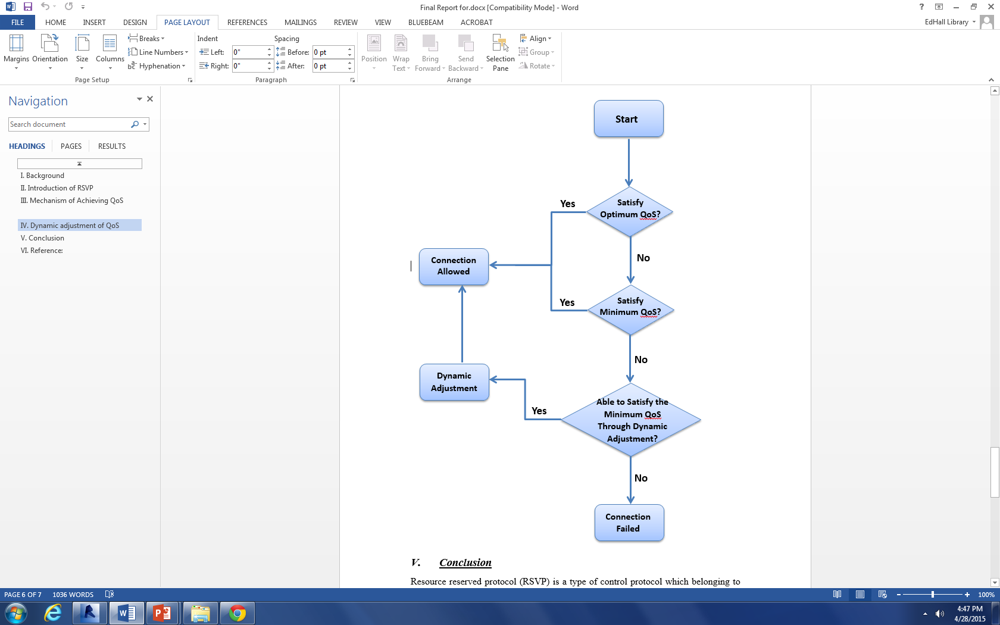 Final Report for.docx [Compatibility Mode] - Word
FILE
HOME
INSERT
DESIGN
PAGE LAYOUT
REFERENCES
MAILINGS
REVIEW
VIEW
BLUEBEAM
ACROBAT
EdHall Library
Margins
Orientation
Size
Columns
Breaks
Line Numbers
Hyphenation
Page Setup
Indent
Left: 0"
Right: 0"
Spacing
Before: 0 pt
After: 0 pt
Paragraph
Position
Wrap
Text
Bring
Forward
Send
Backward
Selection
Pane
Align
Group
Rotate
Arrange
Navigation
Search document
HEADINGS
PAGES
RESULTS
I. Background
II. Introduction of RSVP
III. Mechanism of Achieving QoS
IV. Dynamic adjustment of QoS
V. Conclusion
VI. Reference:
Start
Yes
Satisfy
Optimum QoS?
No
Connection
Allowed
Yes
Satisfy
Minimum QoS?
No
Dynamic
Adjustment
Yes
Able to Satisfy the
Minimum QoS
Through Dynamic
Adjustment?
No
Connection
Failed
V. Conclusion
Resource reserved protocol (RSVP) is a type of control protocol which belonging to
PAGE 6 OF 7
1036 WORDS
100%
4:47 PM
4/28/2015